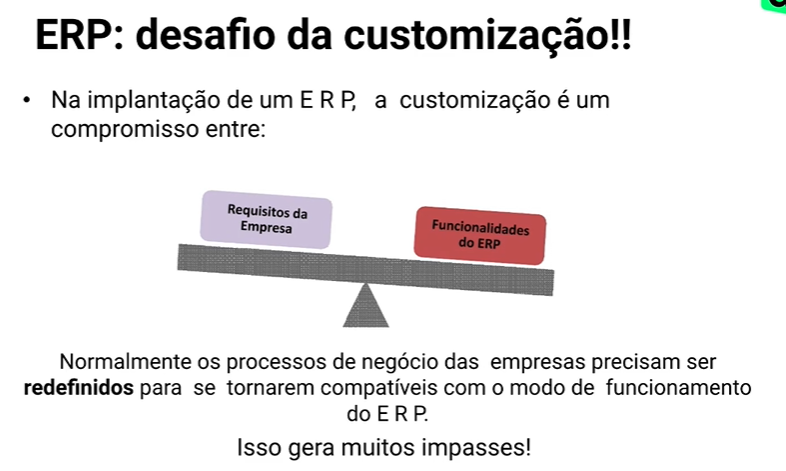 ERP: desafio da customização!!
• Na implantação de um E R P, a customização é um
compromisso entre:
Requisitos da
Empresa
Funcionalidades
do ERP
Normalmente os processos de negócio das empresas precisam ser
redefinidos para se tornarem compatíveis com o modo de funcionamento
do E R P.
Isso gera muitos impasses!